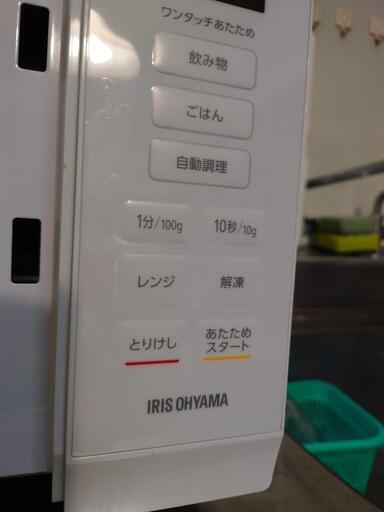 ワンタッチあたため
飲み物
ごはん
自動調理
1分/100g 10秒/10g
レンジ 解凍
とりけし あたため
スタート
IRIS OHYAMA